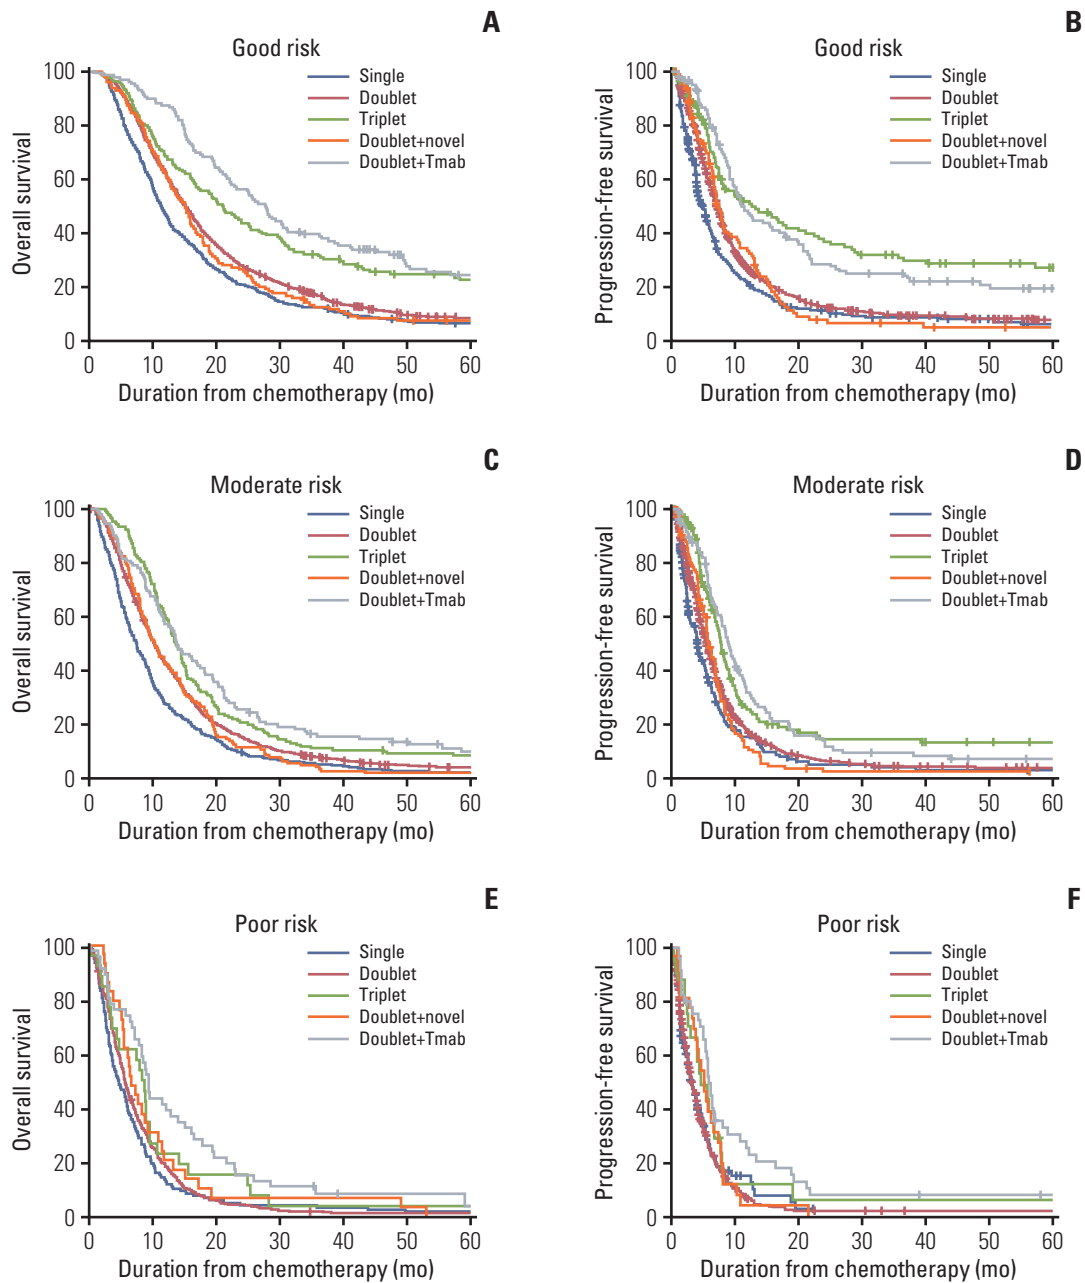 A
Good risk
Overall survival
100
80
60
40
20
0
Single
Doublet
Triplet
Doublet+novel
Doublet+Tmab
0 10 20 30 40 50 60
Duration from chemotherapy (mo)
B
Good risk
Progression-free survival
100
80
60
40
20
0
Single
Doublet
Triplet
Doublet+novel
Doublet+Tmab
0 10 20 30 40 50 60
Duration from chemotherapy (mo)
C
Moderate risk
Overall survival
100
80
60
40
20
0
Single
Doublet
Triplet
Doublet+novel
Doublet+Tmab
0 10 20 30 40 50 60
Duration from chemotherapy (mo)
D
Moderate risk
Progression-free survival
100
80
60
40
20
0
Single
Doublet
Triplet
Doublet+novel
Doublet+Tmab
0 10 20 30 40 50 60
Duration from chemotherapy (mo)
E
Poor risk
Overall survival
100
80
60
40
20
0
Single
Doublet
Triplet
Doublet+novel
Doublet+Tmab
0 10 20 30 40 50 60
Duration from chemotherapy (mo)
F
Poor risk
Progression-free survival
100
80
60
40
20
0
Single
Doublet
Triplet
Doublet+novel
Doublet+Tmab
0 10 20 30 40 50 60
Duration from chemotherapy (mo)